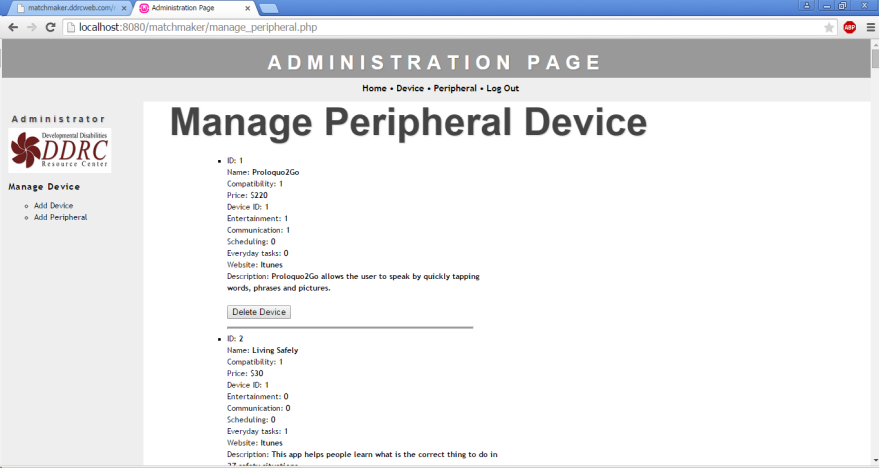 matchmaker.ddrcweb.com/
Administration Page
localhost:8080/matchmaker/manage_peripheral.php
ABP
ADMINISTRATION PAGE
Home • Device • Peripheral • Log Out
Administrator
Developmental Disabilities
DDRC
Resource Center
Manage Device
Add Device
Add Peripheral
Manage Peripheral Device
ID: 1
Name: Proloquo2Go
Compatibility: 1
Price: $220
Device ID: 1
Entertainment: 1
Communication: 1
Scheduling: 0
Everyday tasks: 0
Website: Itunes
Description: Proloquo2Go allows the user to speak by quickly tapping
words, phrases and pictures.
Delete Device
ID: 2
Name: Living Safely
Compatibility: 1
Price: $30
Device ID: 1
Entertainment: 0
Communication: 0
Scheduling: 0
Everyday tasks: 1
Website: Itunes
Description: This app helps people learn what is the correct thing to do in
27 safety situations